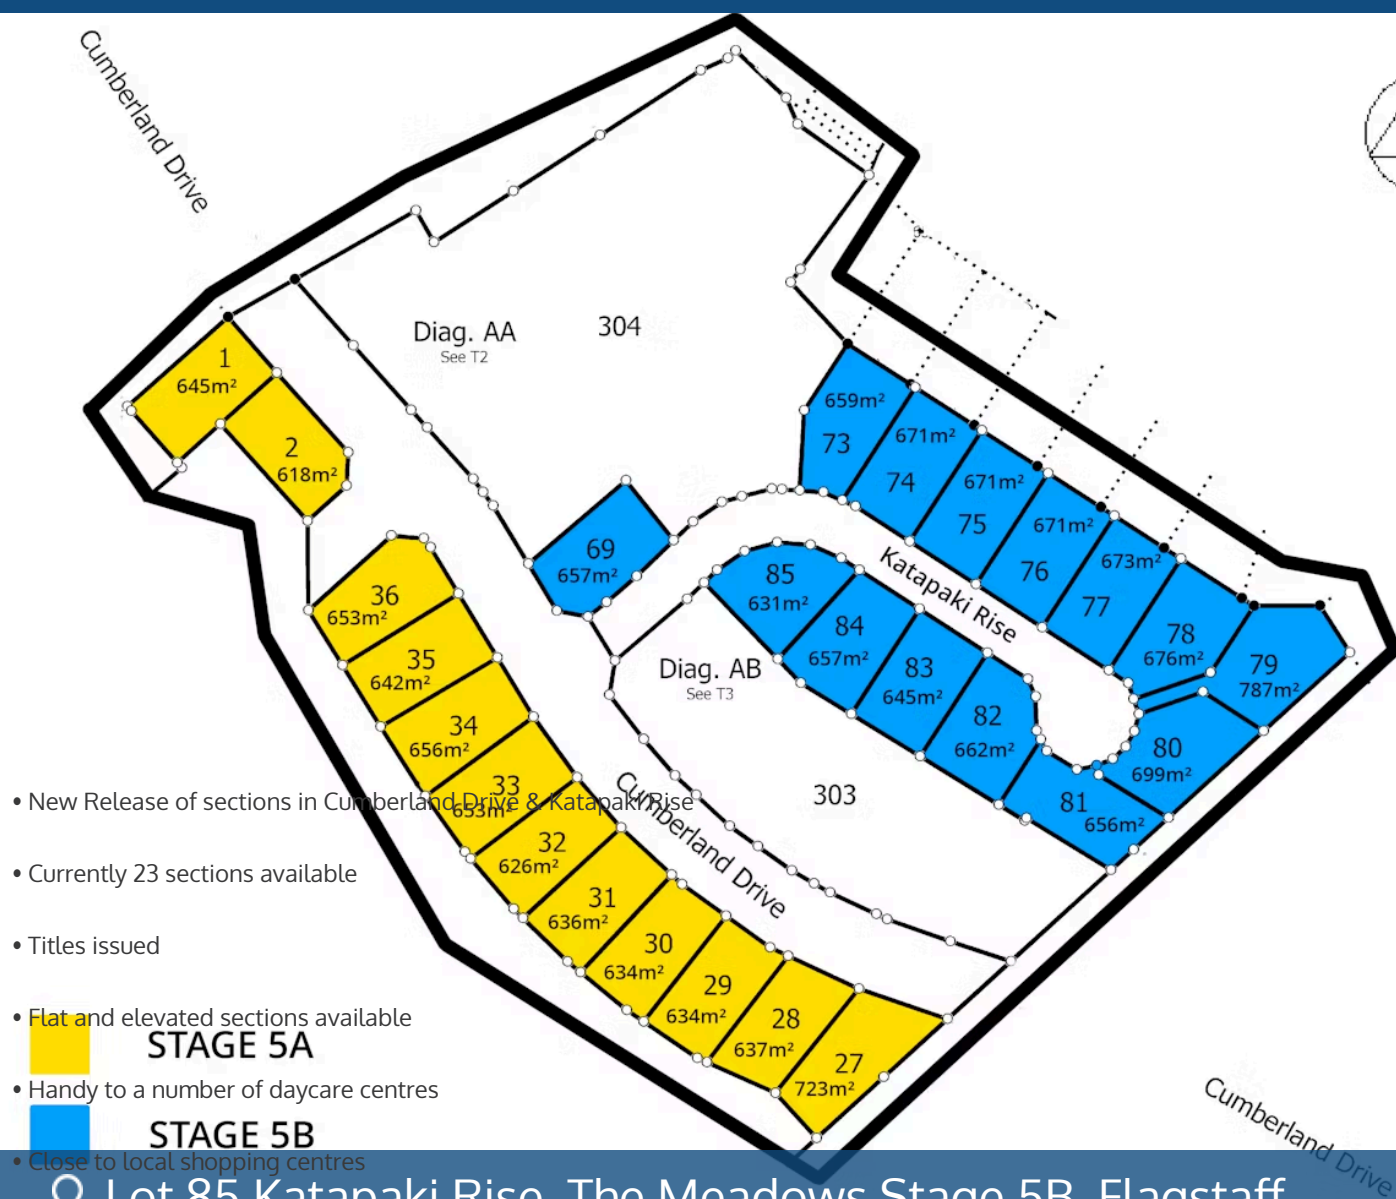 Cumberland Drive
Diag. AA
See T2
304
1
645m²
2
618m²
659m²
73
671m²
74
671m²
75
671m²
76
673m²
77
78
676m²
79
787m²
80
699m²
81
656m²
Katapaki Rise
69
657m²
85
631m²
84
657m²
83
645m²
82
662m²
Diag. AB
See T3
303
Cumberland Drive
36
653m²
35
642m²
34
656m²
33
653m²
32
626m²
31
636m²
30
634m²
29
634m²
28
637m²
27
723m²
• New Release of sections in Cumberland Drive & Katapaki Rise
• Currently 23 sections available
• Titles issued
• Flat and elevated sections available
STAGE 5A
• Handy to a number of daycare centres
STAGE 5B
• Close to local shopping centres
Cumberland Drive
Lot 85 Katapaki Rise, The Meadows Stage 5B, Flagstaff